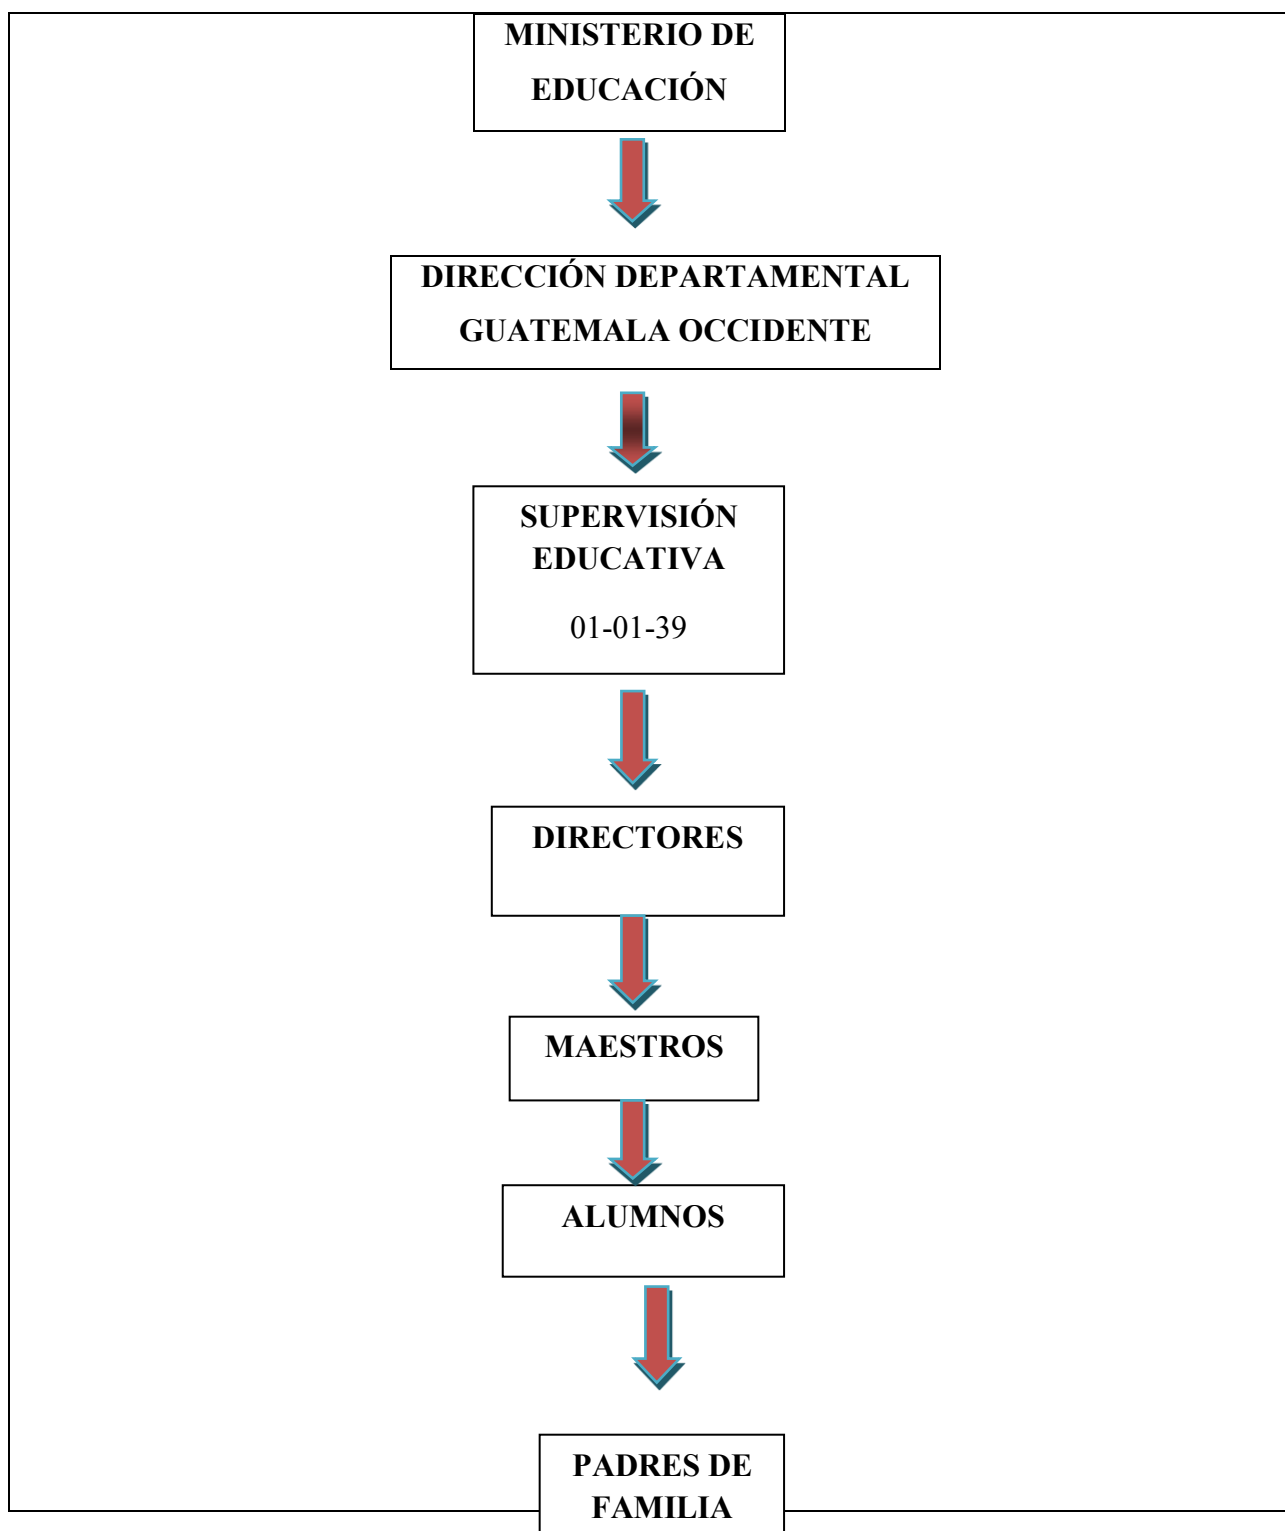 MINISTERIO DE
EDUCACIÓN
DIRECCIÓN DEPARTAMENTAL
GUATEMALA OCCIDENTE
SUPERVISIÓN
EDUCATIVA
01-01-39
DIRECTORES
MAESTROS
ALUMNOS
PADRES DE
FAMILIA